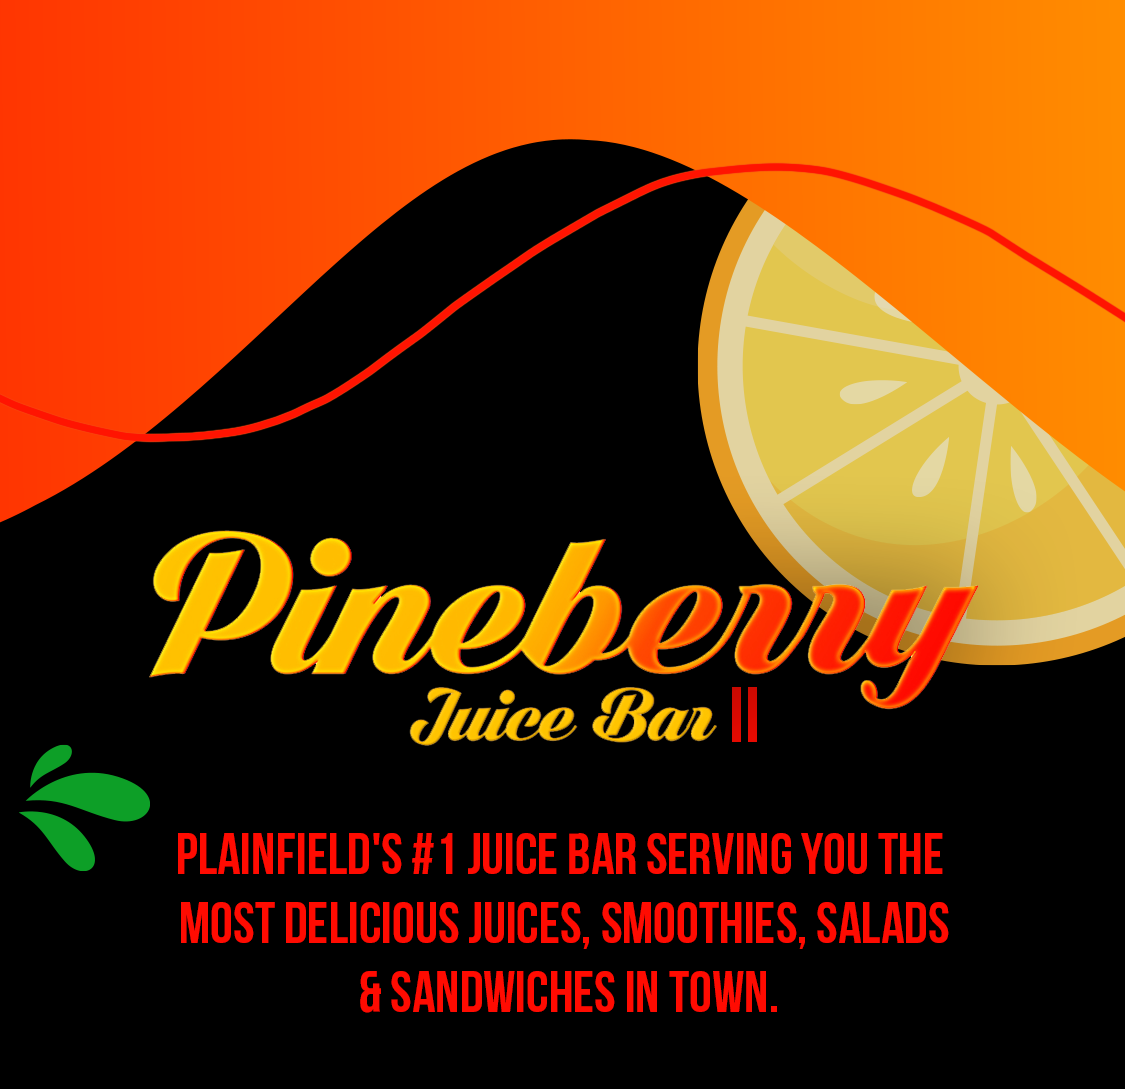 Pineberry
Juice Bar II
PLAINFIELD'S #1 JUICE BAR SERVING YOU THE
MOST DELICIOUS JUICES, SMOOTHIES, SALADS
& SANDWICHES IN TOWN.